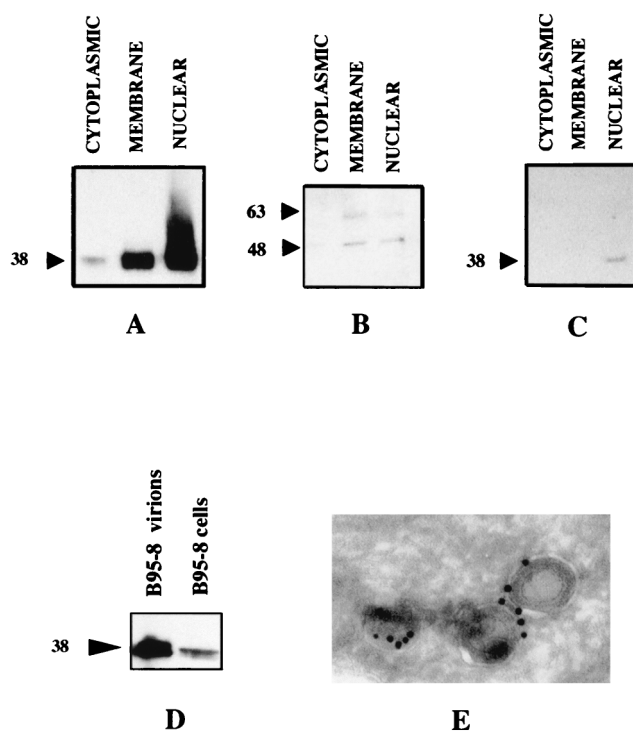 CYTOPLASMIC
MEMBRANE
NUCLEAR
38
A
CYTOPLASMIC
MEMBRANE
NUCLEAR
63
48
B
CYTOPLASMIC
MEMBRANE
NUCLEAR
38
C
B95-8 virions
B95-8 cells
38
D
E